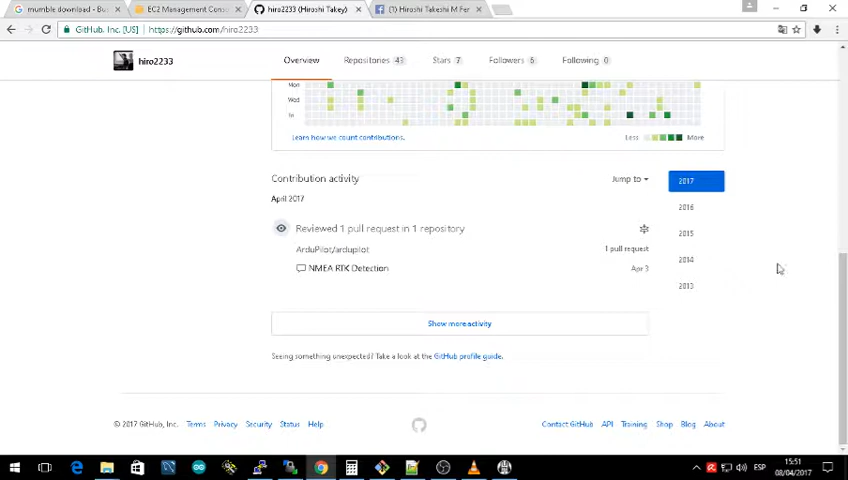 mumble download - Bu
EC2 Management Conso
hiro2233 (Hiroshi Takey)
(1) Hiroshi Takeshi M Fer
GitHub, Inc. [US] https://github.com/hiro2233
hiro2233 Overview Repositories 43 Stars 7 Followers 6 Following 0
Mon
Wed
Fri
Learn how we count contributions. Less More
Contribution activity Jump to 2017
April 2017
2016
Reviewed 1 pull request in 1 repository
2015
ArduPilot/ardupilot 1 pull request
2014
NMEA RTK Detection Apr 3
2013
Show more activity
Seeing something unexpected? Take a look at the GitHub profile guide.
© 2017 GitHub, Inc. Terms Privacy Security Status Help Contact GitHub API Training Shop Blog About
ESP
15:51
08/04/2017